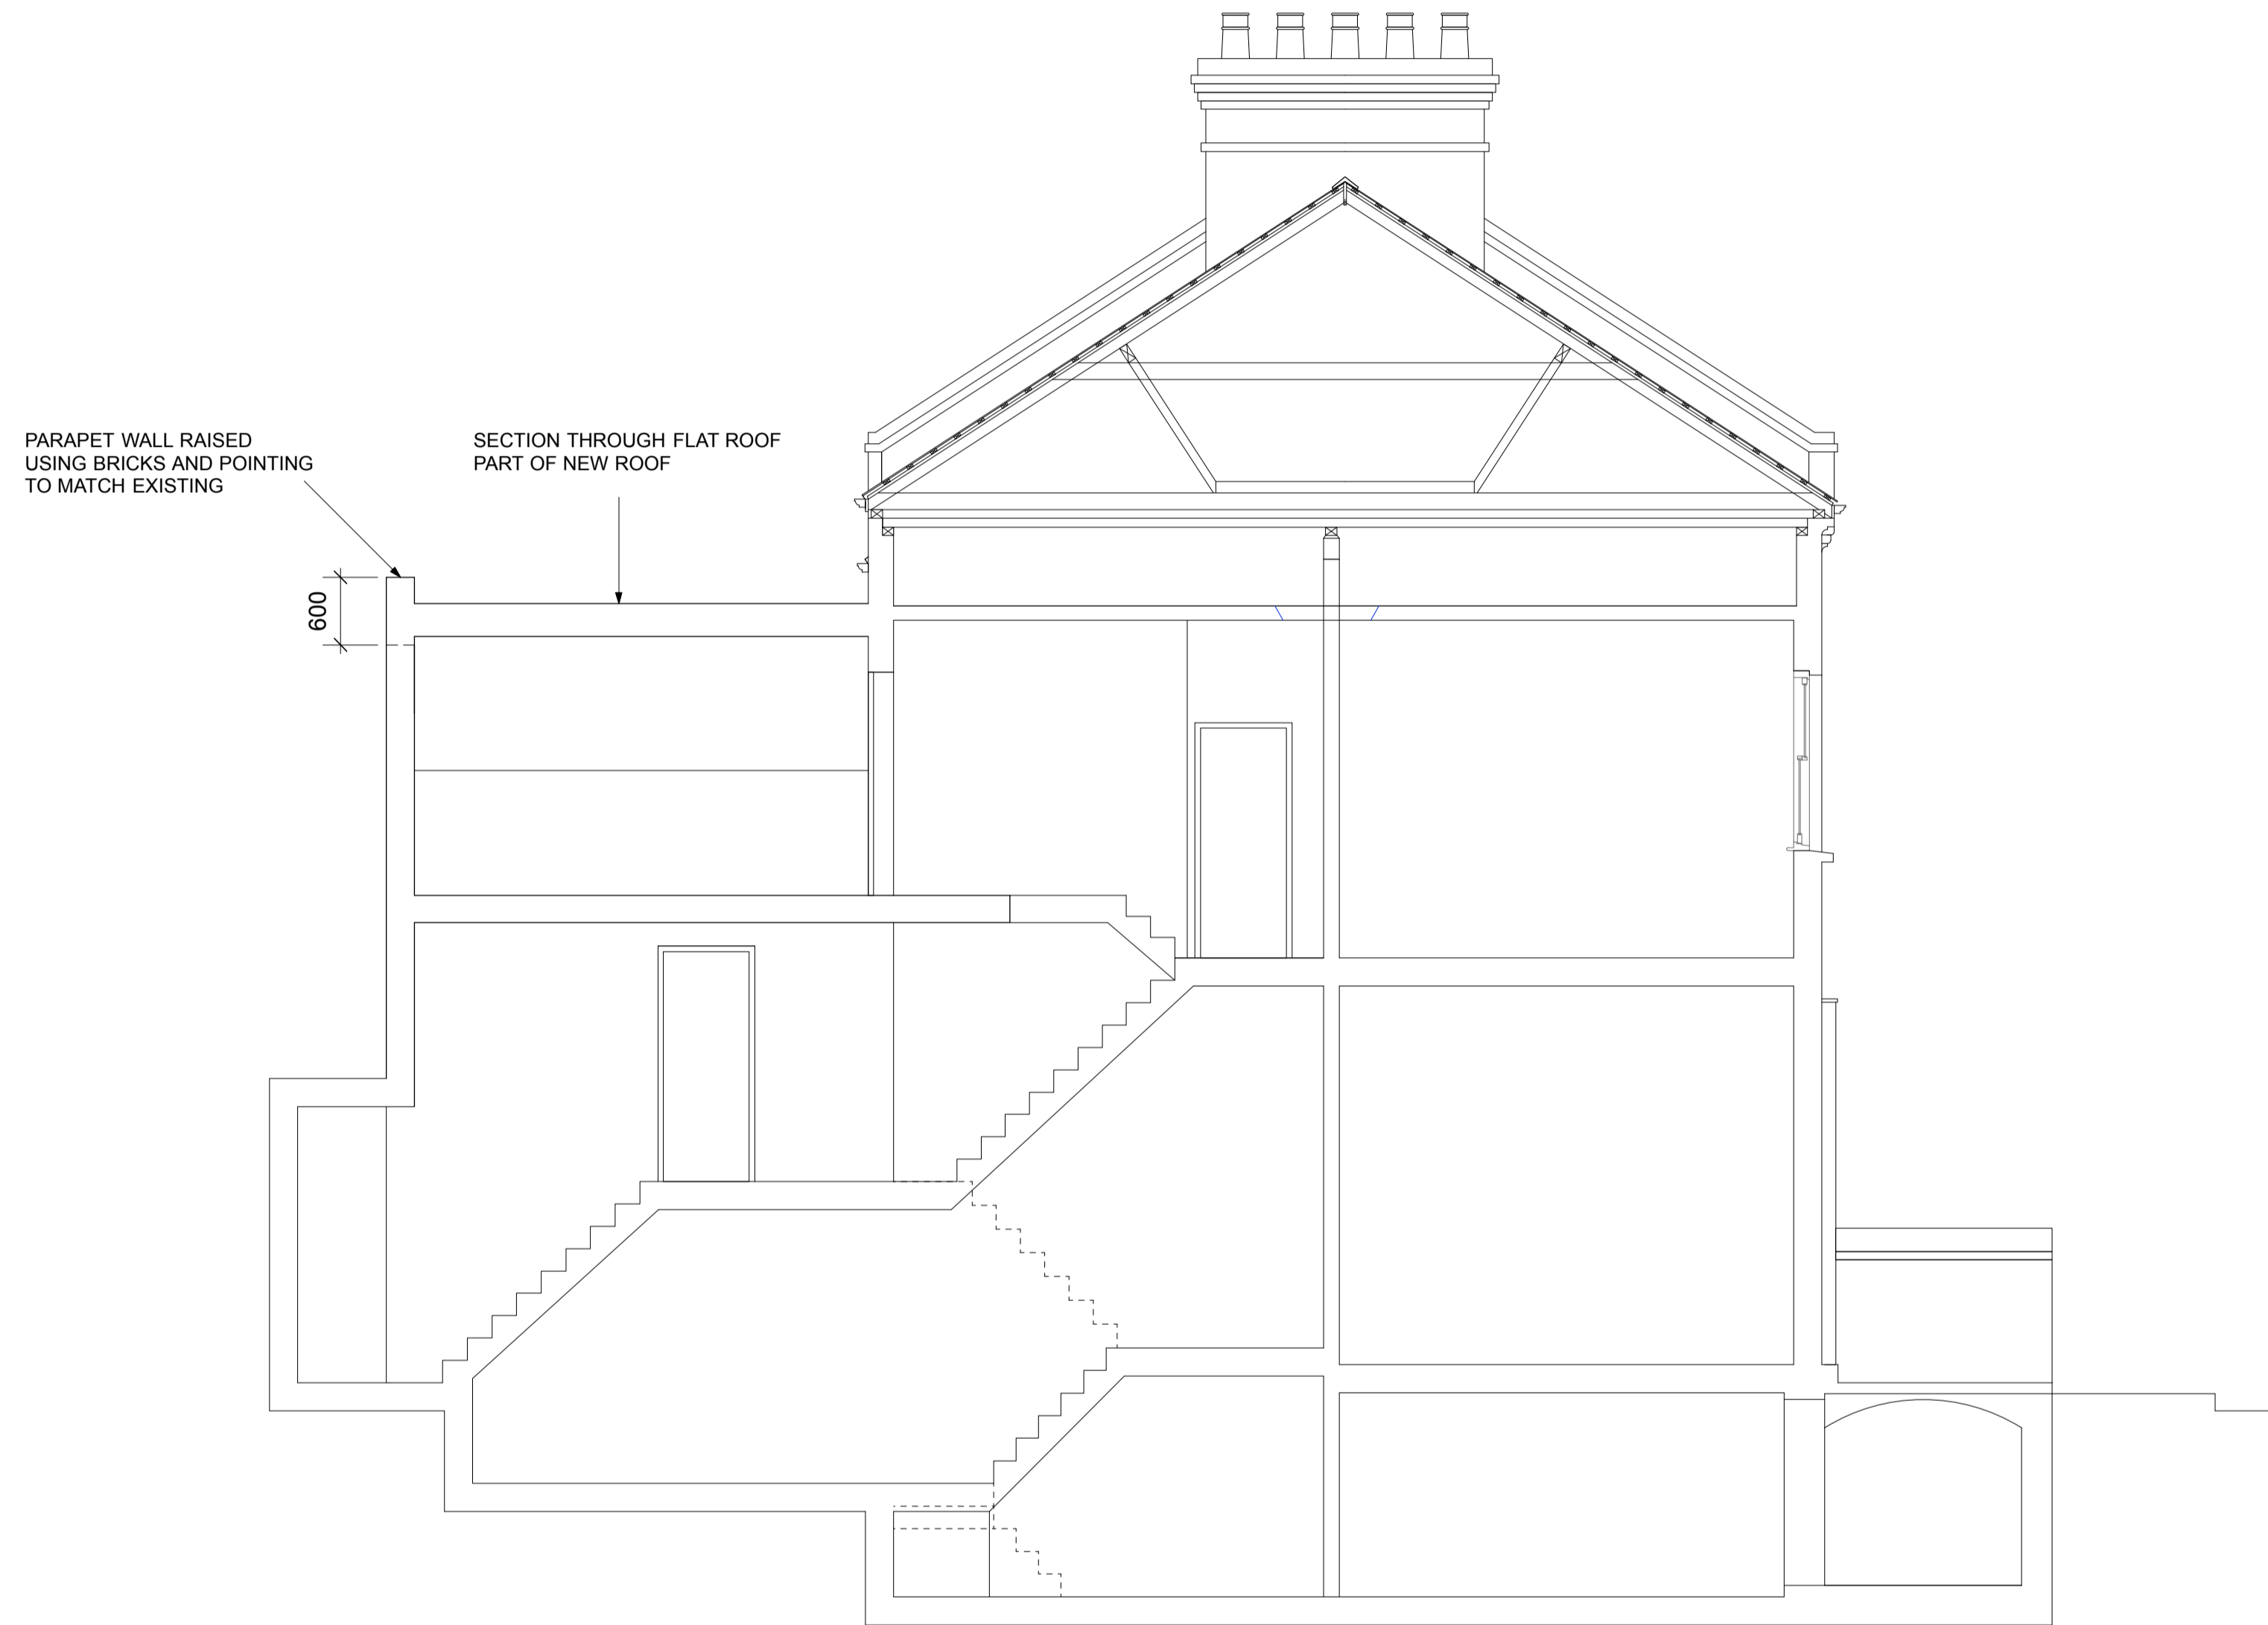 PARAPET WALL RAISED
USING BRICKS AND POINTING
TO MATCH EXISTING
SECTION THROUGH FLAT ROOF
PART OF NEW ROOF
600